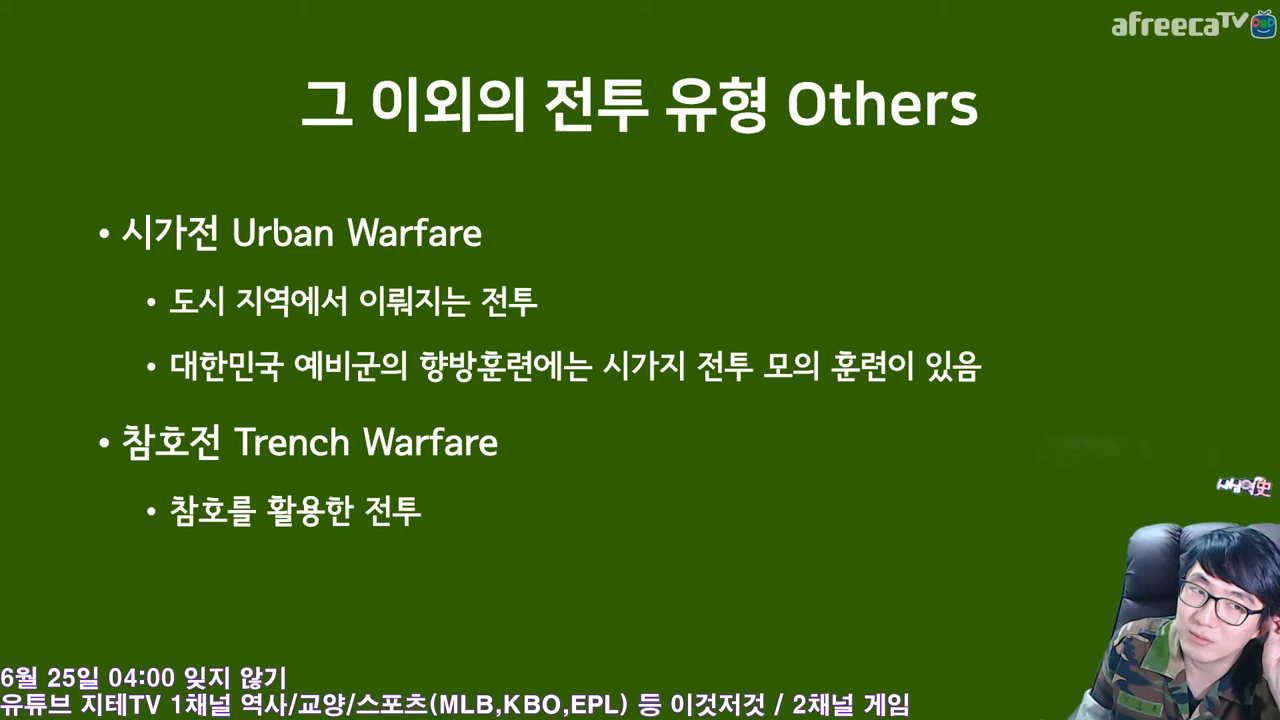 afreecaTV
그 이외의 전투 유형 Others
• 시가전 Urban Warfare
• 도시 지역에서 이뤄지는 전투
• 대한민국 예비군의 향방훈련에는 시가지 전투 모의 훈련이 있음
• 참호전 Trench Warfare
• 참호를 활용한 전투
6월 25일 04:00 잊지 않기
유튜브 지테TV 1채널 역사/교양/스포츠(MLB,KBO,EPL) 등 이것저것 / 2채널 게임